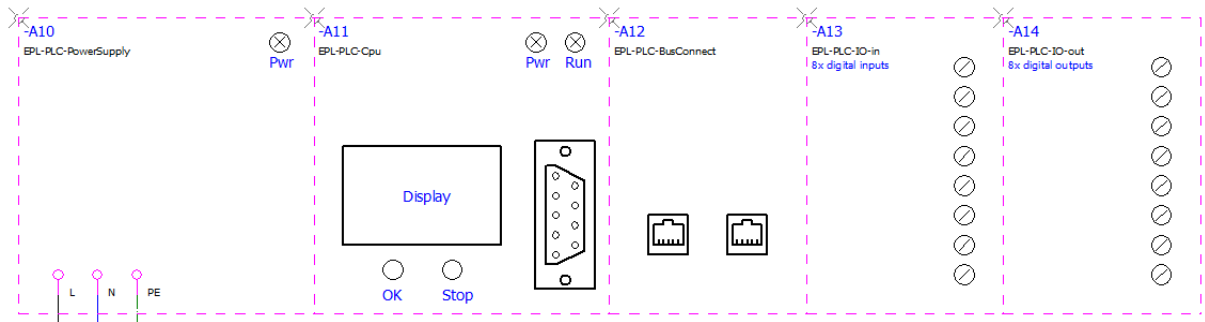 -A10
EPL-PLC-PowerSupply
Pwr
L
N
PE
-A11
EPL-PLC-Cpu
Pwr
Run
Display
OK
Stop
-A12
EPL-PLC-BusConnect
-A13
EPL-PLC-IO-in
8x digital inputs
-A14
EPL-PLC-IO-out
8x digital outputs